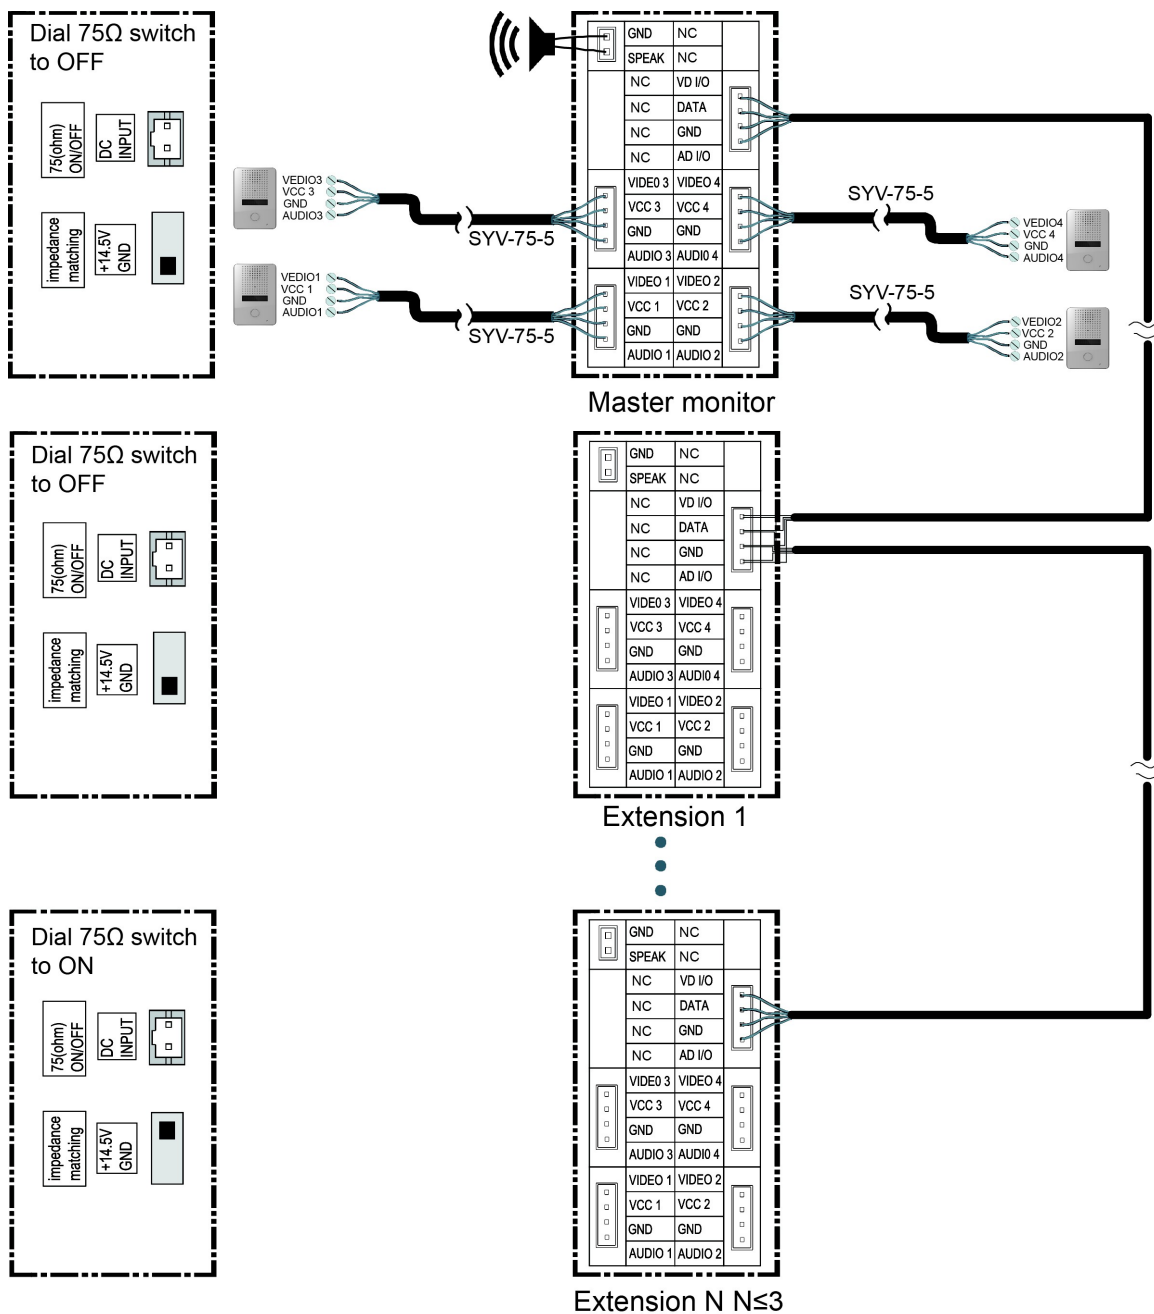 Dial 75Ω switch
to OFF
75(ohm)
ON/OFF
DC
INPUT
impedance
matching
+14.5V
GND
VEDIO3
VCC 3
GND
AUDIO3
SYV-75-5
VEDIO1
VCC 1
GND
AUDIO1
SYV-75-5
GND NC
SPEAK NC
NC VD I/O
NC DATA
NC GND
NC AD I/O
VIDE0 3 VIDEO 4
VCC 3 VCC 4
GND GND
AUDIO 3 AUDI0 4
VIDEO 1 VIDEO 2
VCC 1 VCC 2
GND GND
AUDIO 1 AUDIO 2
Master monitor
SYV-75-5
VEDIO4
VCC 4
GND
AUDIO4
SYV-75-5
VEDIO2
VCC 2
GND
AUDIO2
Dial 75Ω switch
to OFF
75(ohm)
ON/OFF
DC
INPUT
impedance
matching
+14.5V
GND
GND NC
SPEAK NC
NC VD I/O
NC DATA
NC GND
NC AD I/O
VIDE0 3 VIDEO 4
VCC 3 VCC 4
GND GND
AUDIO 3 AUDI0 4
VIDEO 1 VIDEO 2
VCC 1 VCC 2
GND GND
AUDIO 1 AUDIO 2
Extension 1
Dial 75Ω switch
to ON
75(ohm)
ON/OFF
DC
INPUT
impedance
matching
+14.5V
GND
GND NC
SPEAK NC
NC VD I/O
NC DATA
NC GND
NC AD I/O
VIDE0 3 VIDEO 4
VCC 3 VCC 4
GND GND
AUDIO 3 AUDI0 4
VIDEO 1 VIDEO 2
VCC 1 VCC 2
GND GND
AUDIO 1 AUDIO 2
Extension N N≤3